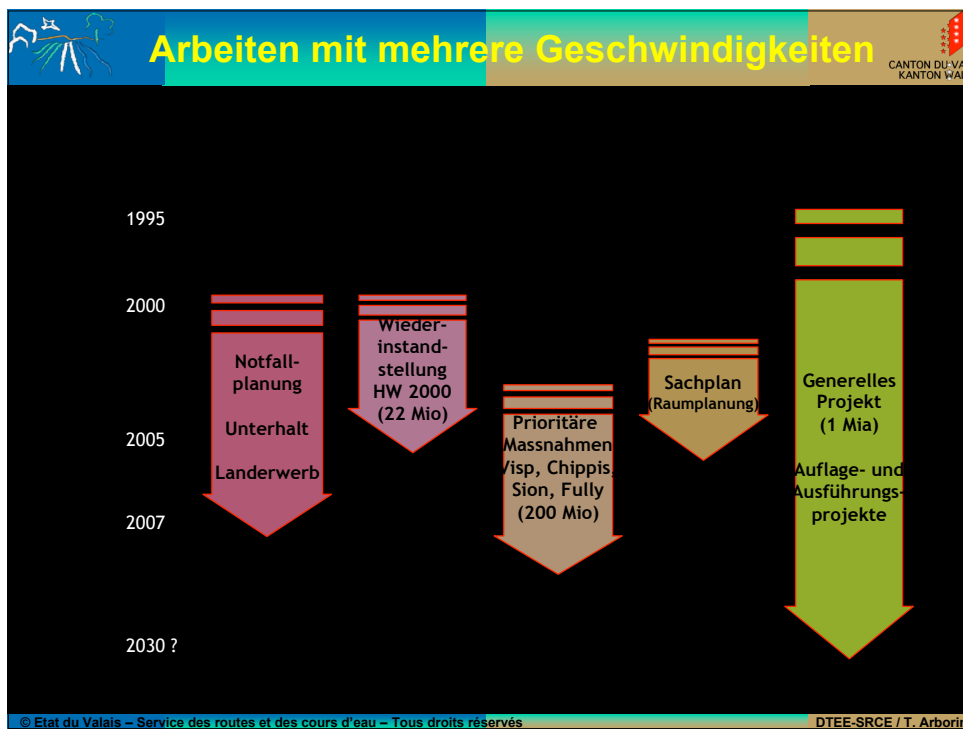 Arbeiten mit mehrere Geschwindigkeiten
CANTON DU VA
KANTON WAL
1995
2000
2005
2007
2030 ?
Notfall-
planung
Unterhalt
Landerwerb
Wieder-
instand-
stellung
HW 2000
(22 Mio)
Prioritäre
Massnahmen
Visp, Chippis,
Sion, Fully
(200 Mio)
Sachplan
(Raumplanung)
Generelles
Projekt
(1 Mia)
Auflage- und
Ausführungs-
projekte
© Etat du Valais – Service des routes et des cours d'eau – Tous droits réservés
DTEE-SRCE / T. Arborin